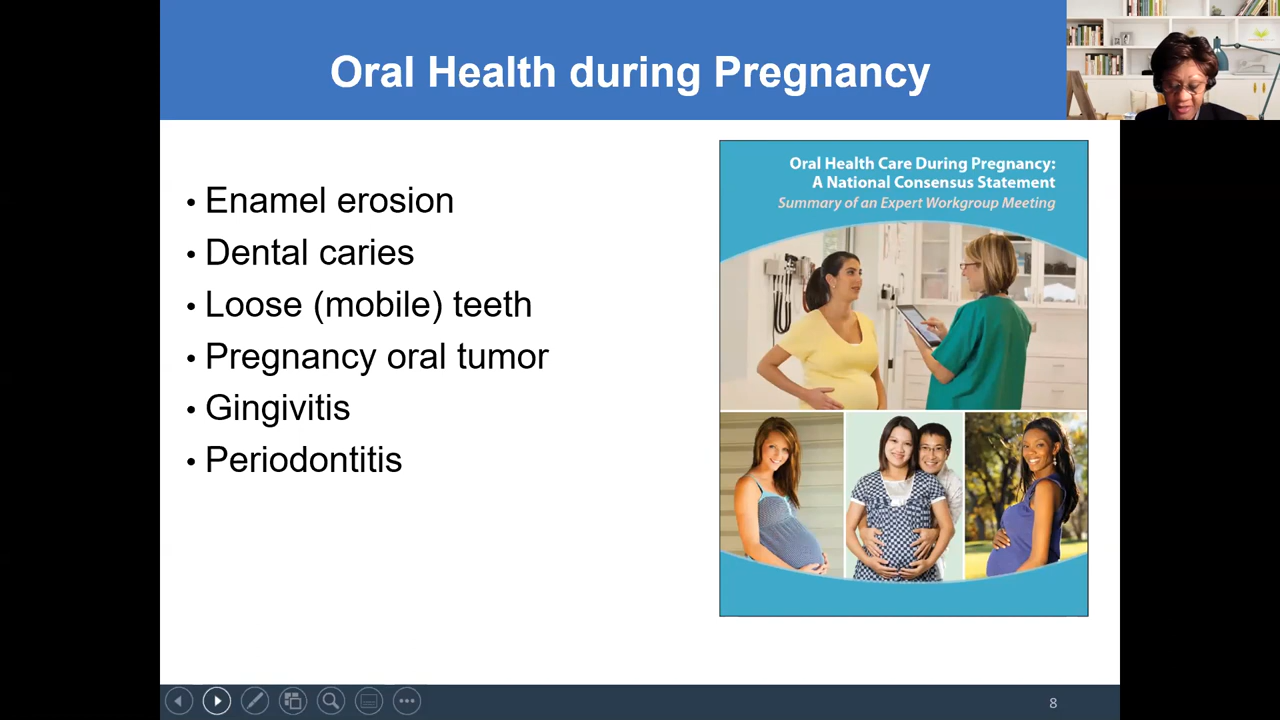 Oral Health during Pregnancy
• Enamel erosion
• Dental caries
• Loose (mobile) teeth
• Pregnancy oral tumor
• Gingivitis
• Periodontitis
Oral Health Care During Pregnancy:
A National Consensus Statement
Summary of an Expert Workgroup Meeting
8